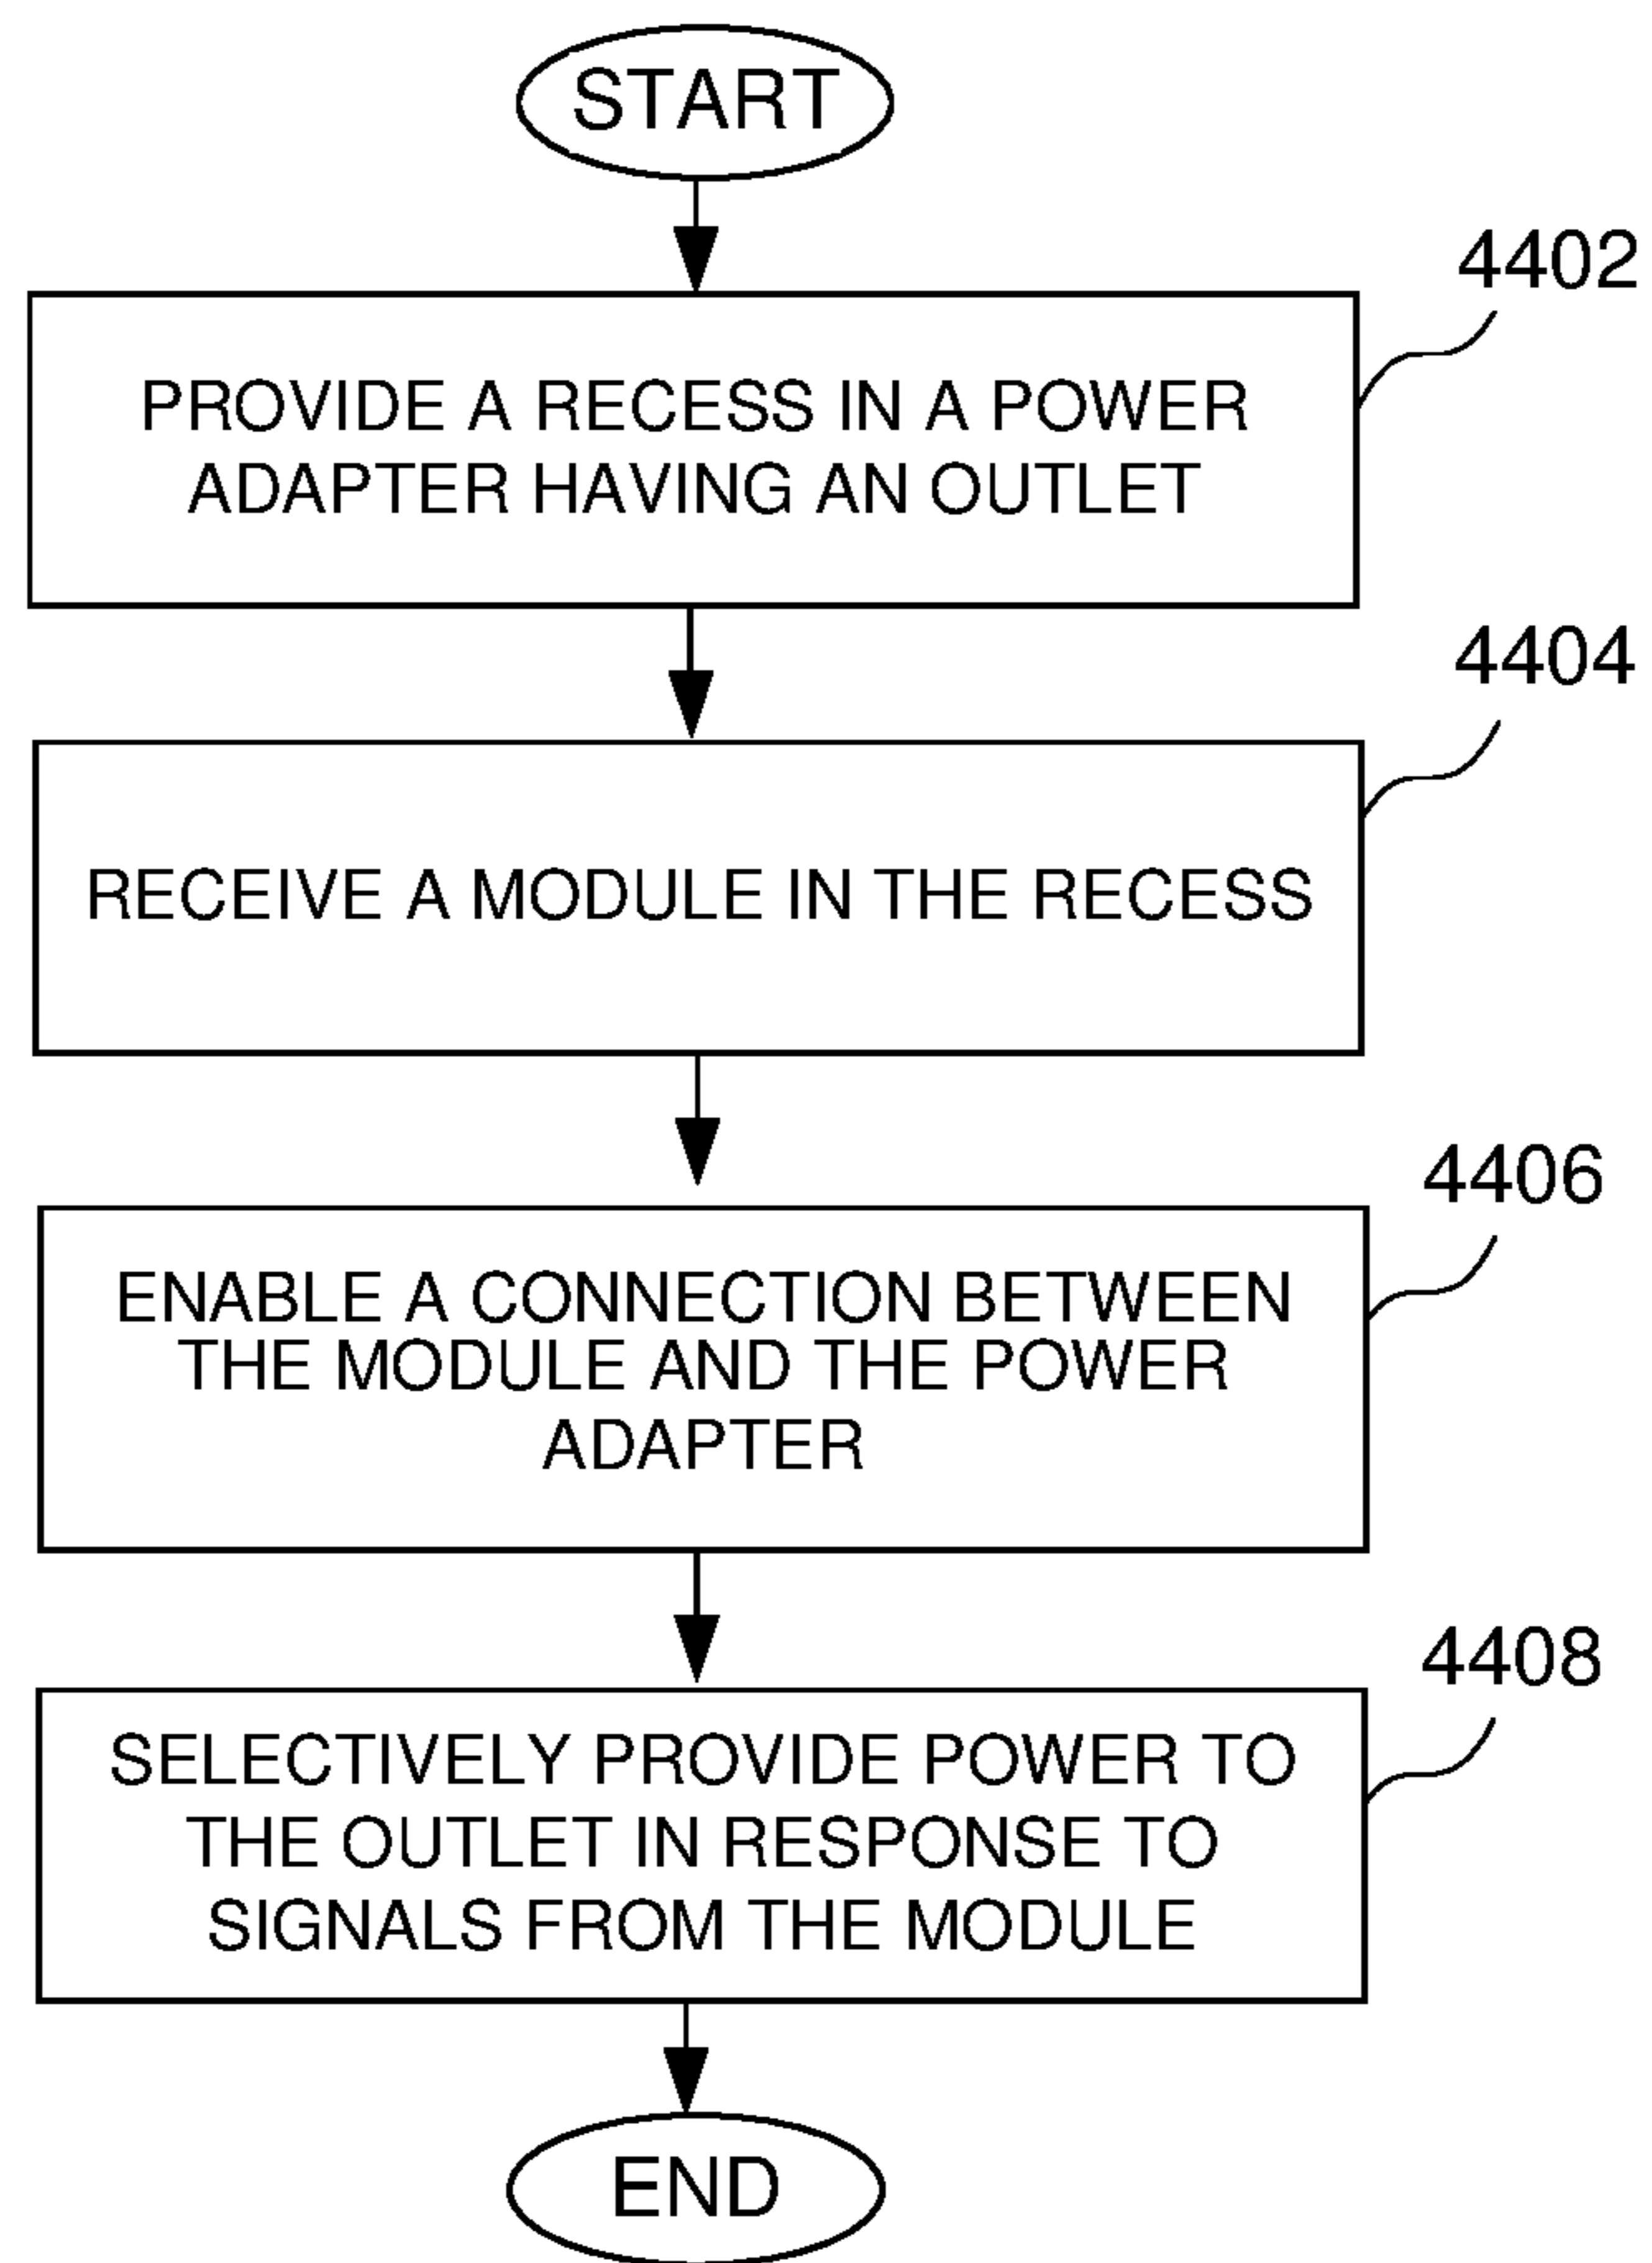 START
4402
PROVIDE A RECESS IN A POWER
ADAPTER HAVING AN OUTLET
4404
RECEIVE A MODULE IN THE RECESS
4406
ENABLE A CONNECTION BETWEEN
THE MODULE AND THE POWER
ADAPTER
4408
SELECTIVELY PROVIDE POWER TO
THE OUTLET IN RESPONSE TO
SIGNALS FROM THE MODULE
END